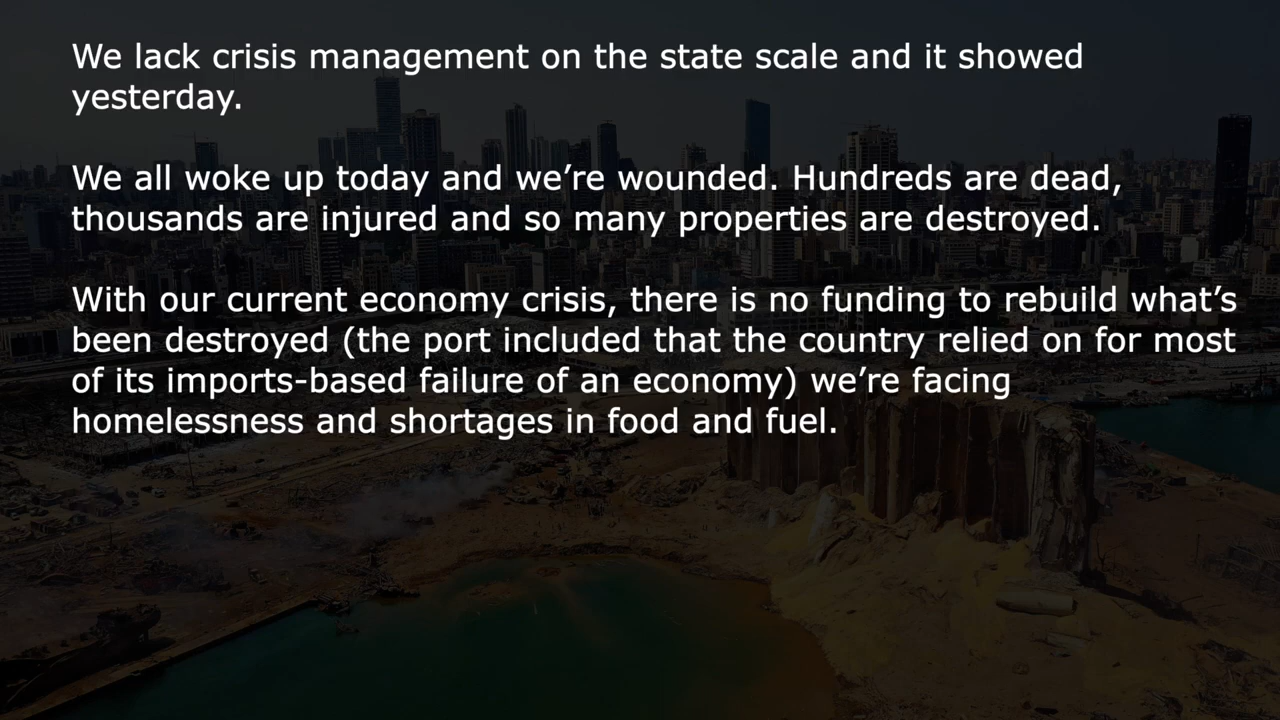 We lack crisis management on the state scale and it showed
yesterday.
We all woke up today and we’re wounded. Hundreds are dead,
thousands are injured and so many properties are destroyed.
With our current economy crisis, there is no funding to rebuild what’s
been destroyed (the port included that the country relied on for most
of its imports-based failure of an economy) we’re facing
homelessness and shortages in food and fuel.